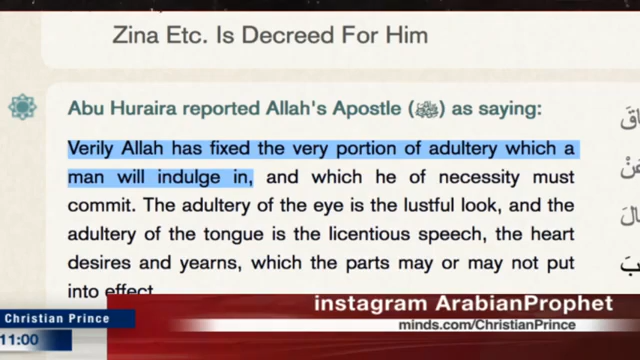 Zina Etc. Is Decreed For Him
Abu Huraira reported Allah's Apostle (ﷺ) as saying:
Verily Allah has fixed the very portion of adultery which a
man will indulge in, and which he of necessity must
commit. The adultery of the eye is the lustful look, and the
adultery of the tongue is the licentious speech, the heart
desires and yearns, which the parts may or may not put
into effect
instagram ArabianProphet
Christian Prince
minds.com/ChristianPrince
11:00